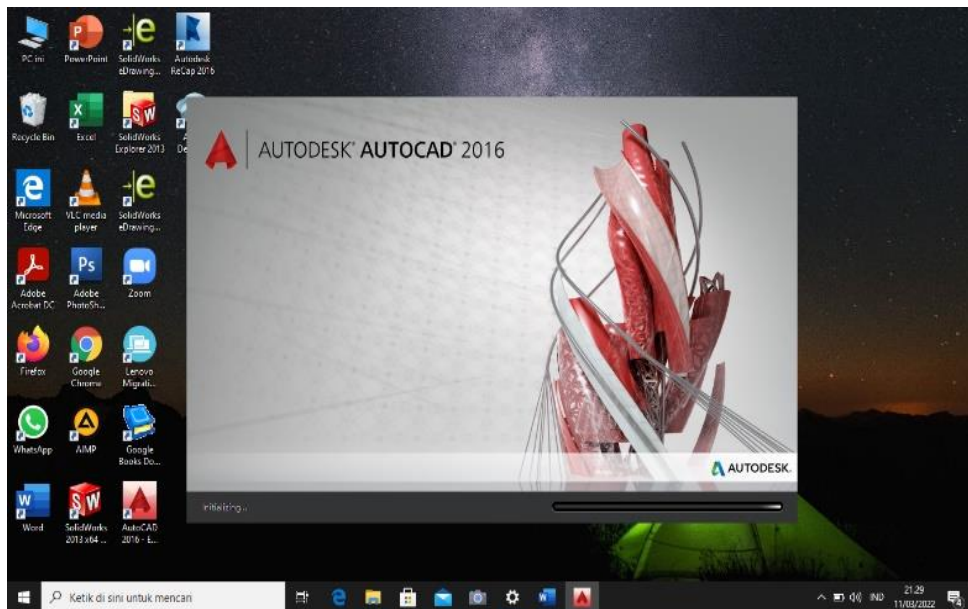 PC ini
PowerPoint
SolidWorks
eDrawing...
Autodesk
ReCap 2016
Recycle Bin
Excel
SolidWorks
Explorer 2013
AUTODESK® AUTOCAD® 2016
Microsoft
Edge
VLC media
player
SolidWorks
eDrawing...
Adobe
Acrobat DC
Ps
Adobe
PhotoSh...
Zoom
Firefox
Google
Chrome
Lenovo
Migrati...
WhatsApp
AIMP
Google
Books Do...
AUTODESK.
Initializing...
Word
SolidWorks
2013 x64 ...
AutoCAD
2016 - E...
Ketik di sini untuk mencari
IND
21:29
11/03/2022